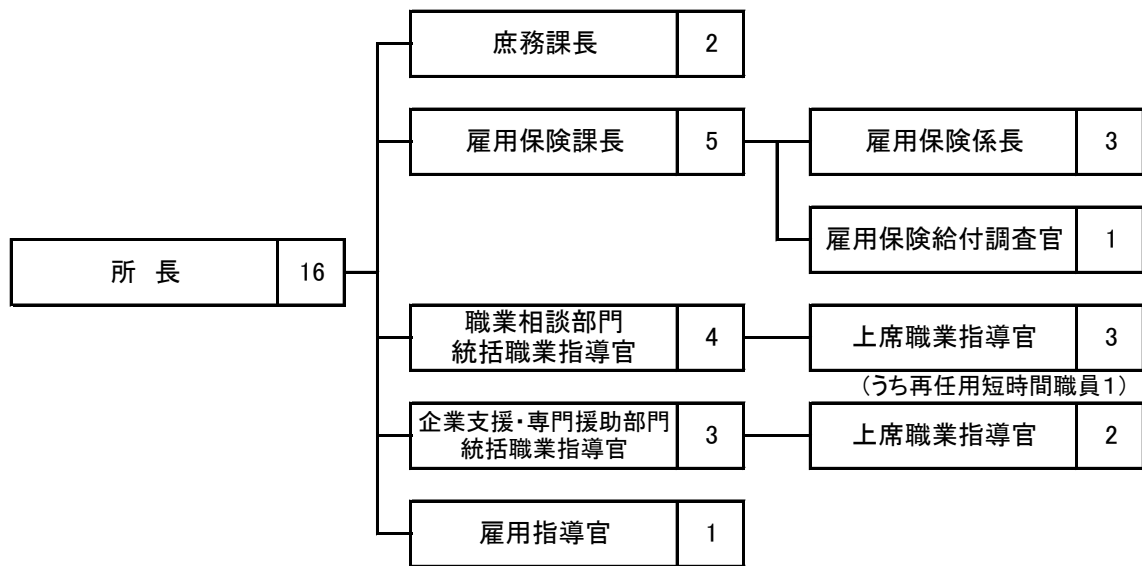 庶務課長 2
雇用保険課長 5 雇用保険係長 3
雇用保険給付調査官 1
所 長 16
職業相談部門
統括職業指導官 4 上席職業指導官 3
(うち再任用短時間職員1)
企業支援・専門援助部門
統括職業指導官 3 上席職業指導官 2
雇用指導官 1